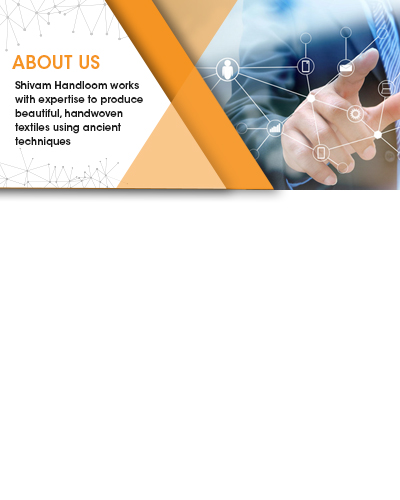 ABOUT US
Shivam Handloom works
with expertise to produce
beautiful, handwoven
textiles using ancient
techniques